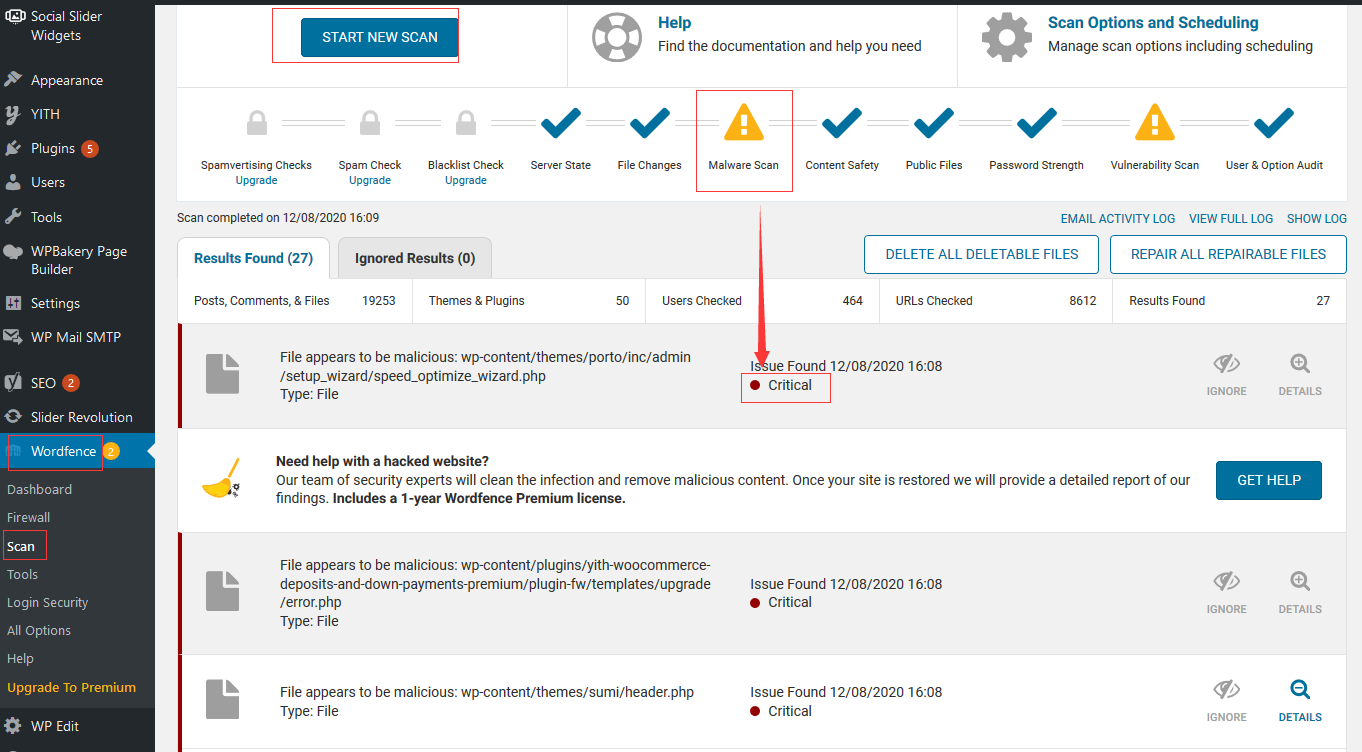 Social Slider
Widgets
Appearance
YITH
Plugins 5
Users
Tools
WPBakery Page
Builder
Settings
WP Mail SMTP
SEO 2
Slider Revolution
Wordfence 2
Dashboard
Firewall
Scan
Tools
Login Security
All Options
Help
Upgrade To Premium
WP Edit
START NEW SCAN
Help
Find the documentation and help you need
Scan Options and Scheduling
Manage scan options including scheduling
Spamvertising Checks
Upgrade
Spam Check
Upgrade
Blacklist Check
Upgrade
Server State
File Changes
Malware Scan
Content Safety
Public Files
Password Strength
Vulnerability Scan
User & Option Audit
Scan completed on 12/08/2020 16:09
EMAIL ACTIVITY LOG VIEW FULL LOG SHOW LOG
Results Found (27)
Ignored Results (0)
DELETE ALL DELETABLE FILES
REPAIR ALL REPAIRABLE FILES
Posts, Comments, & Files 19253
Themes & Plugins 50
Users Checked 464
URLs Checked 8612
Results Found 27
File appears to be malicious: wp-content/themes/porto/inc/admin
/setup_wizard/speed_optimize_wizard.php
Type: File
Issue Found 12/08/2020 16:08
Critical
IGNORE
DETAILS
Need help with a hacked website?
Our team of security experts will clean the infection and remove malicious content. Once your site is restored we will provide a detailed report of our
findings. Includes a 1-year Wordfence Premium license.
GET HELP
File appears to be malicious: wp-content/plugins/yith-woocommerce-
deposits-and-down-payments-premium/plugin-fw/templates/upgrade
/error.php
Type: File
Issue Found 12/08/2020 16:08
Critical
IGNORE
DETAILS
File appears to be malicious: wp-content/themes/sumi/header.php
Type: File
Issue Found 12/08/2020 16:08
Critical
IGNORE
DETAILS